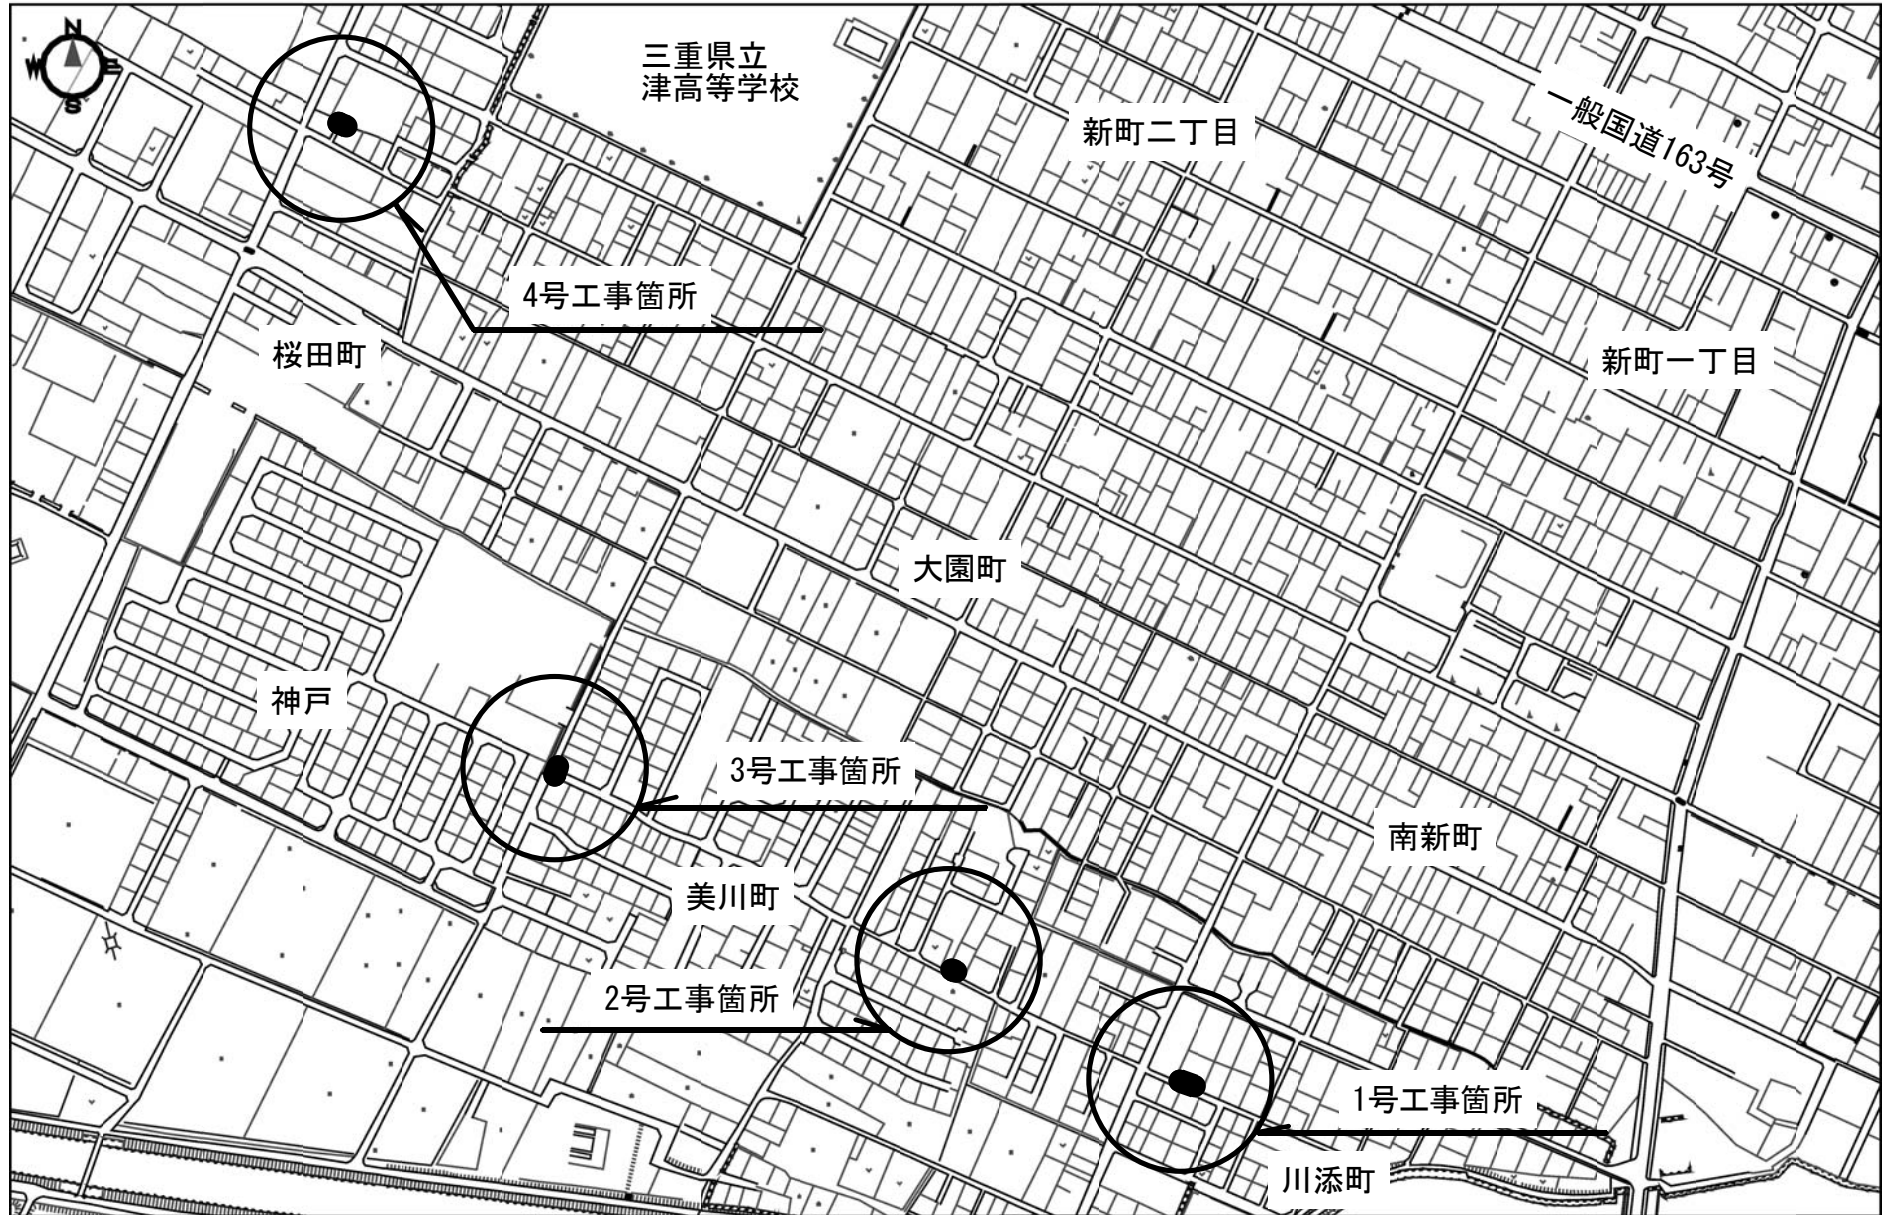 N
W
E
S
三重県立
津高等学校
新町二丁目
一般国道163号
4号工事箇所
桜田町
新町一丁目
大園町
神戸
3号工事箇所
南新町
美川町
2号工事箇所
1号工事箇所
川添町